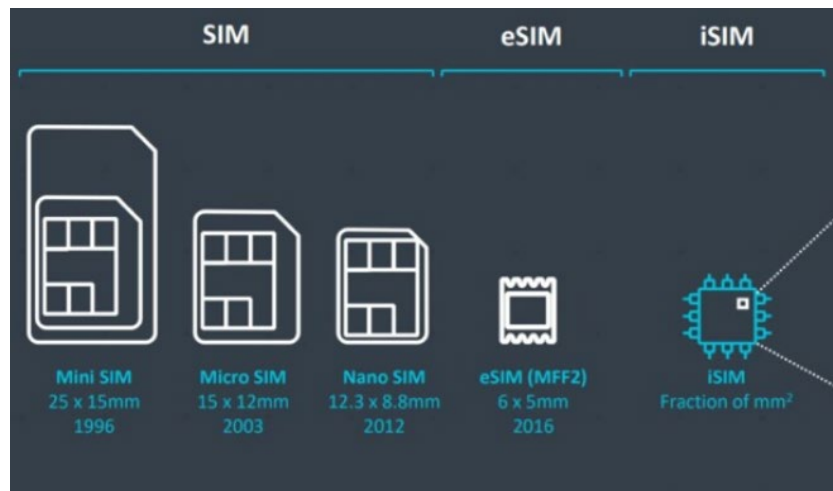 SIM
eSIM
iSIM
Mini SIM
25 x 15mm
1996
Micro SIM
15 x 12mm
2003
Nano SIM
12.3 x 8.8mm
2012
eSIM (MFF2)
6 x 5mm
2016
iSIM
Fraction of mm²